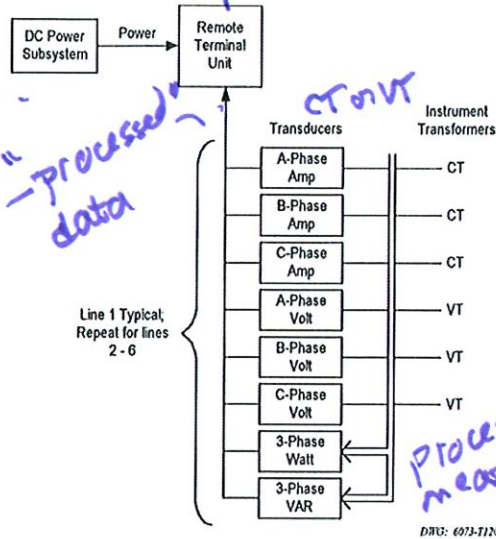 DC Power
Subsystem
Power
Remote
Terminal
Unit
"processed"
data
CT or VT
Transducers
Instrument
Transformers
A-Phase
Amp
CT
B-Phase
Amp
CT
C-Phase
Amp
CT
Line 1 Typical;
Repeat for lines
2 - 6
A-Phase
Volt
VT
B-Phase
Volt
VT
C-Phase
Volt
VT
3-Phase
Watt
3-Phase
VAR